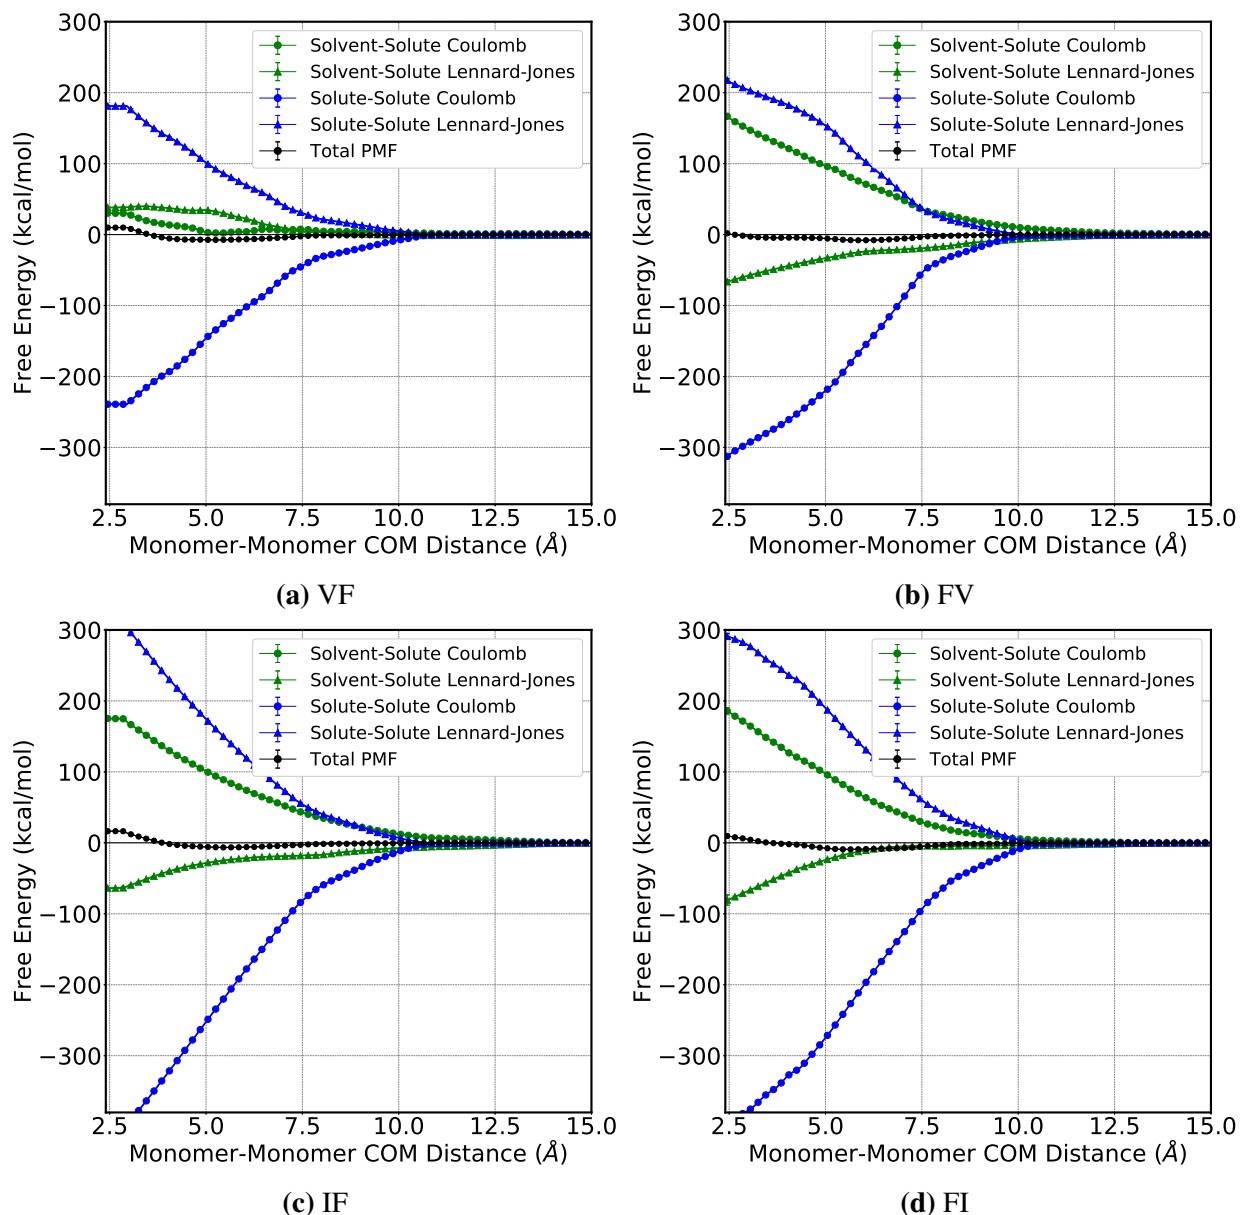 300
200
100
0
−100
−200
−300
Free Energy (kcal/mol)
Solvent-Solute Coulomb
Solvent-Solute Lennard-Jones
Solute-Solute Coulomb
Solute-Solute Lennard-Jones
Total PMF
2.5 5.0 7.5 10.0 12.5 15.0
Monomer-Monomer COM Distance (Å)
(a) VF
300
200
100
0
−100
−200
−300
Free Energy (kcal/mol)
Solvent-Solute Coulomb
Solvent-Solute Lennard-Jones
Solute-Solute Coulomb
Solute-Solute Lennard-Jones
Total PMF
2.5 5.0 7.5 10.0 12.5 15.0
Monomer-Monomer COM Distance (Å)
(b) FV
300
200
100
0
−100
−200
−300
Free Energy (kcal/mol)
Solvent-Solute Coulomb
Solvent-Solute Lennard-Jones
Solute-Solute Coulomb
Solute-Solute Lennard-Jones
Total PMF
2.5 5.0 7.5 10.0 12.5 15.0
Monomer-Monomer COM Distance (Å)
(c) IF
300
200
100
0
−100
−200
−300
Free Energy (kcal/mol)
Solvent-Solute Coulomb
Solvent-Solute Lennard-Jones
Solute-Solute Coulomb
Solute-Solute Lennard-Jones
Total PMF
2.5 5.0 7.5 10.0 12.5 15.0
Monomer-Monomer COM Distance (Å)
(d) FI